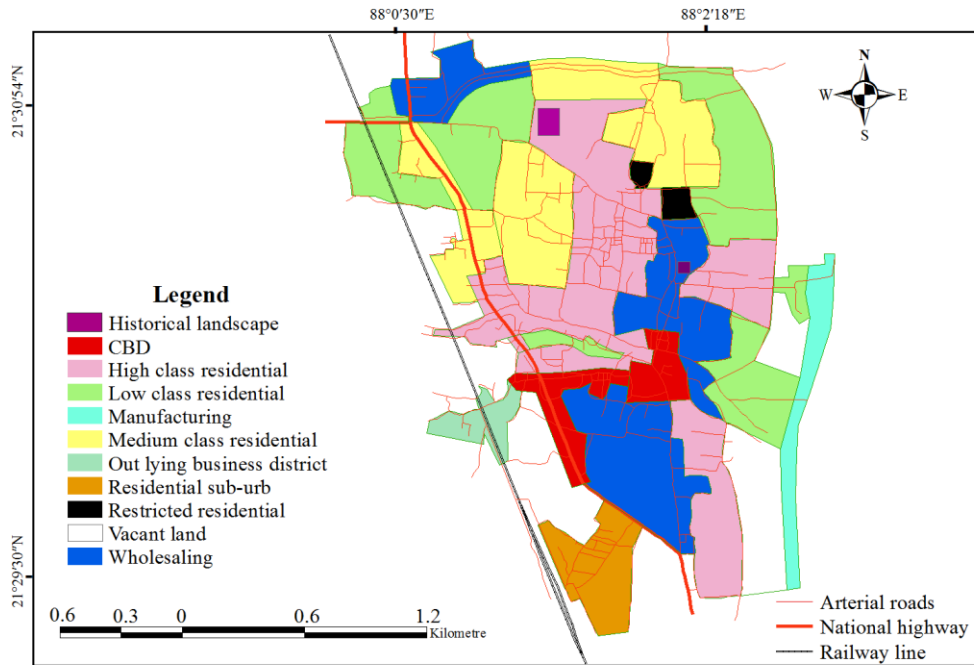 88°0′30″E
88°2′18″E
21°30′54″N
21°29′30″N
N
W E
S
Legend
Historical landscape
CBD
High class residential
Low class residential
Manufacturing
Medium class residential
Out lying business district
Residential sub-urb
Restricted residential
Vacant land
Wholesaling
0.6 0.3 0 0.6 1.2
Kilometre
Arterial roads
National highway
Railway line